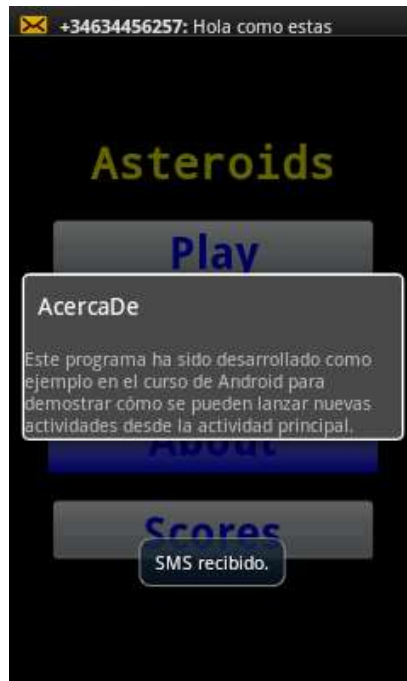 +34634456257: Hola como estas
Asteroids
Play
AcercaDe
Este programa ha sido desarrollado como
ejemplo en el curso de Android para
demostrar cómo se pueden lanzar nuevas
actividades desde la actividad principal.
About
Scores
SMS recibido.